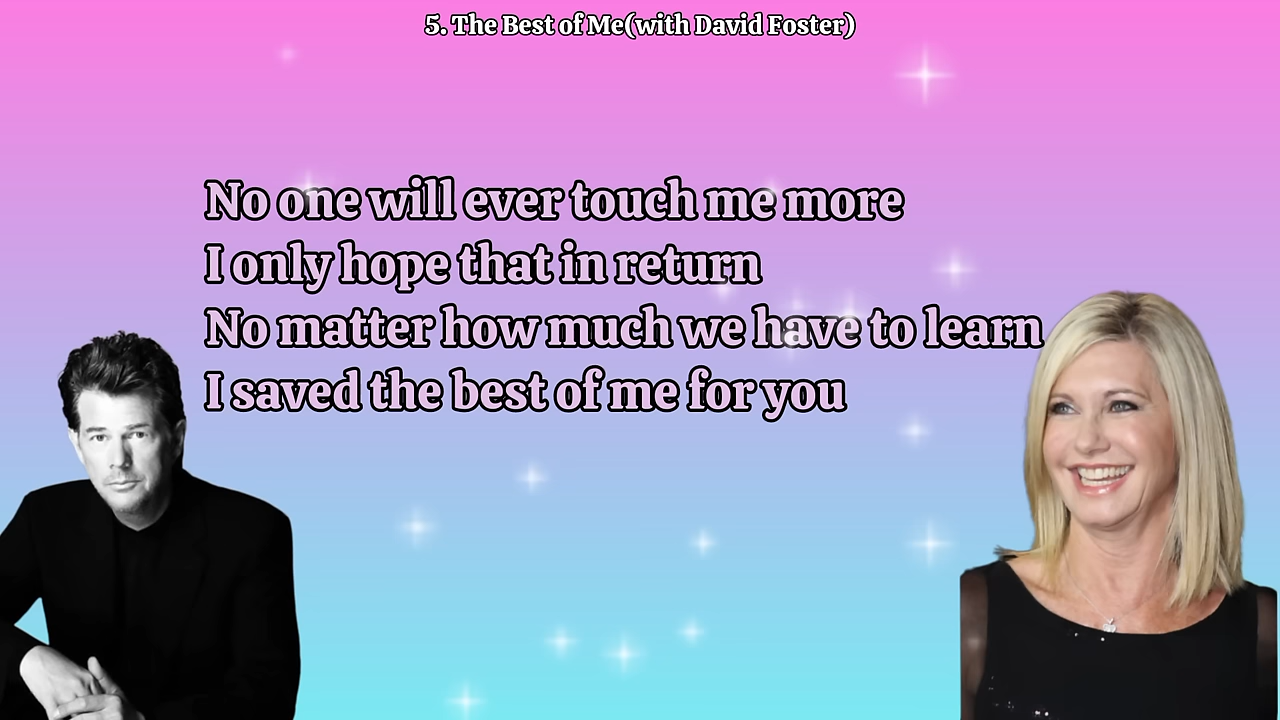 5. The Best of Me(with David Foster)
No one will ever touch me more
I only hope that in return
No matter how much we have to learn
I saved the best of me for you